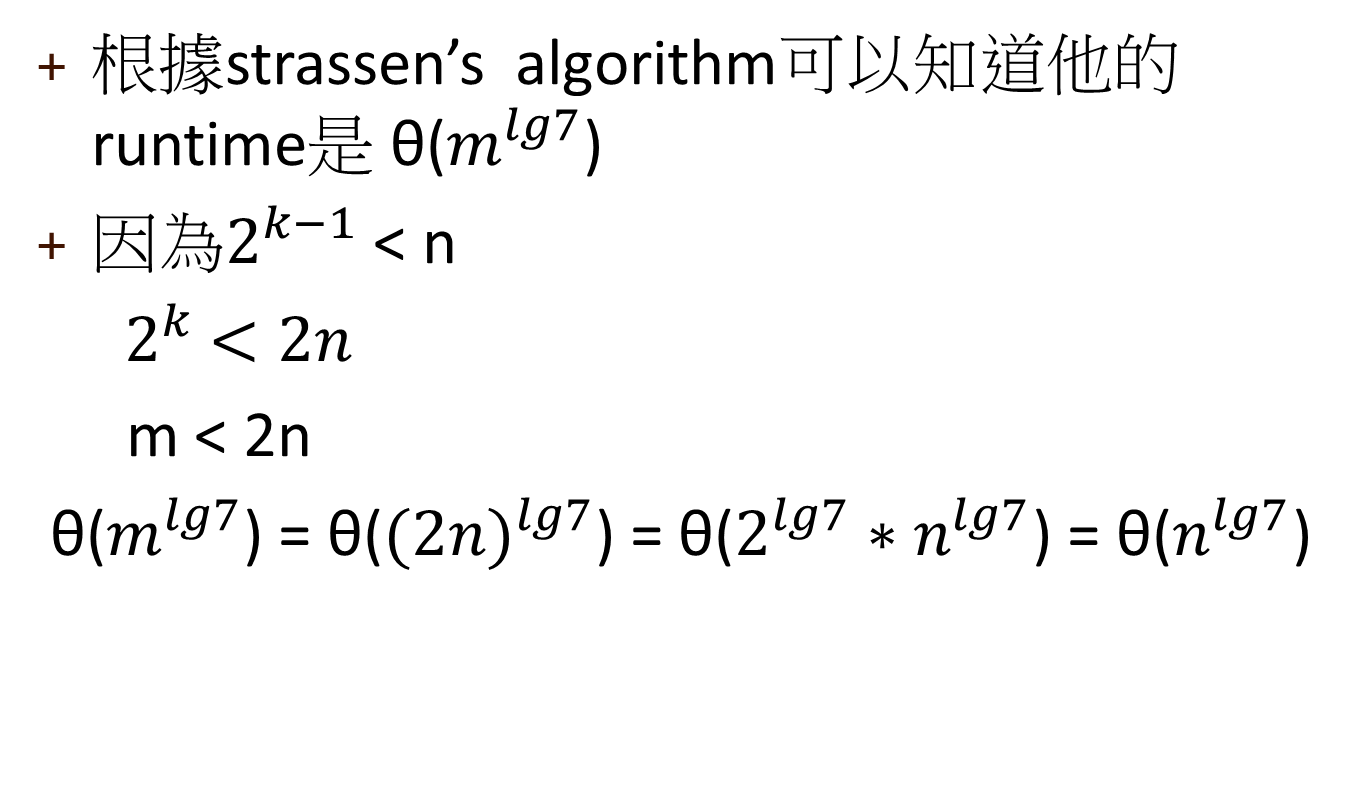 + 根據strassen’s algorithm可以知道他的
runtime是 θ(𝑚^{𝑙𝑔7})
+ 因為2^{𝑘−1} < n
2^𝑘 < 2𝑛
m < 2n
θ(𝑚^{𝑙𝑔7}) = θ((2𝑛)^{𝑙𝑔7}) = θ(2^{𝑙𝑔7} ∗ 𝑛^{𝑙𝑔7}) = θ(𝑛^{𝑙𝑔7})